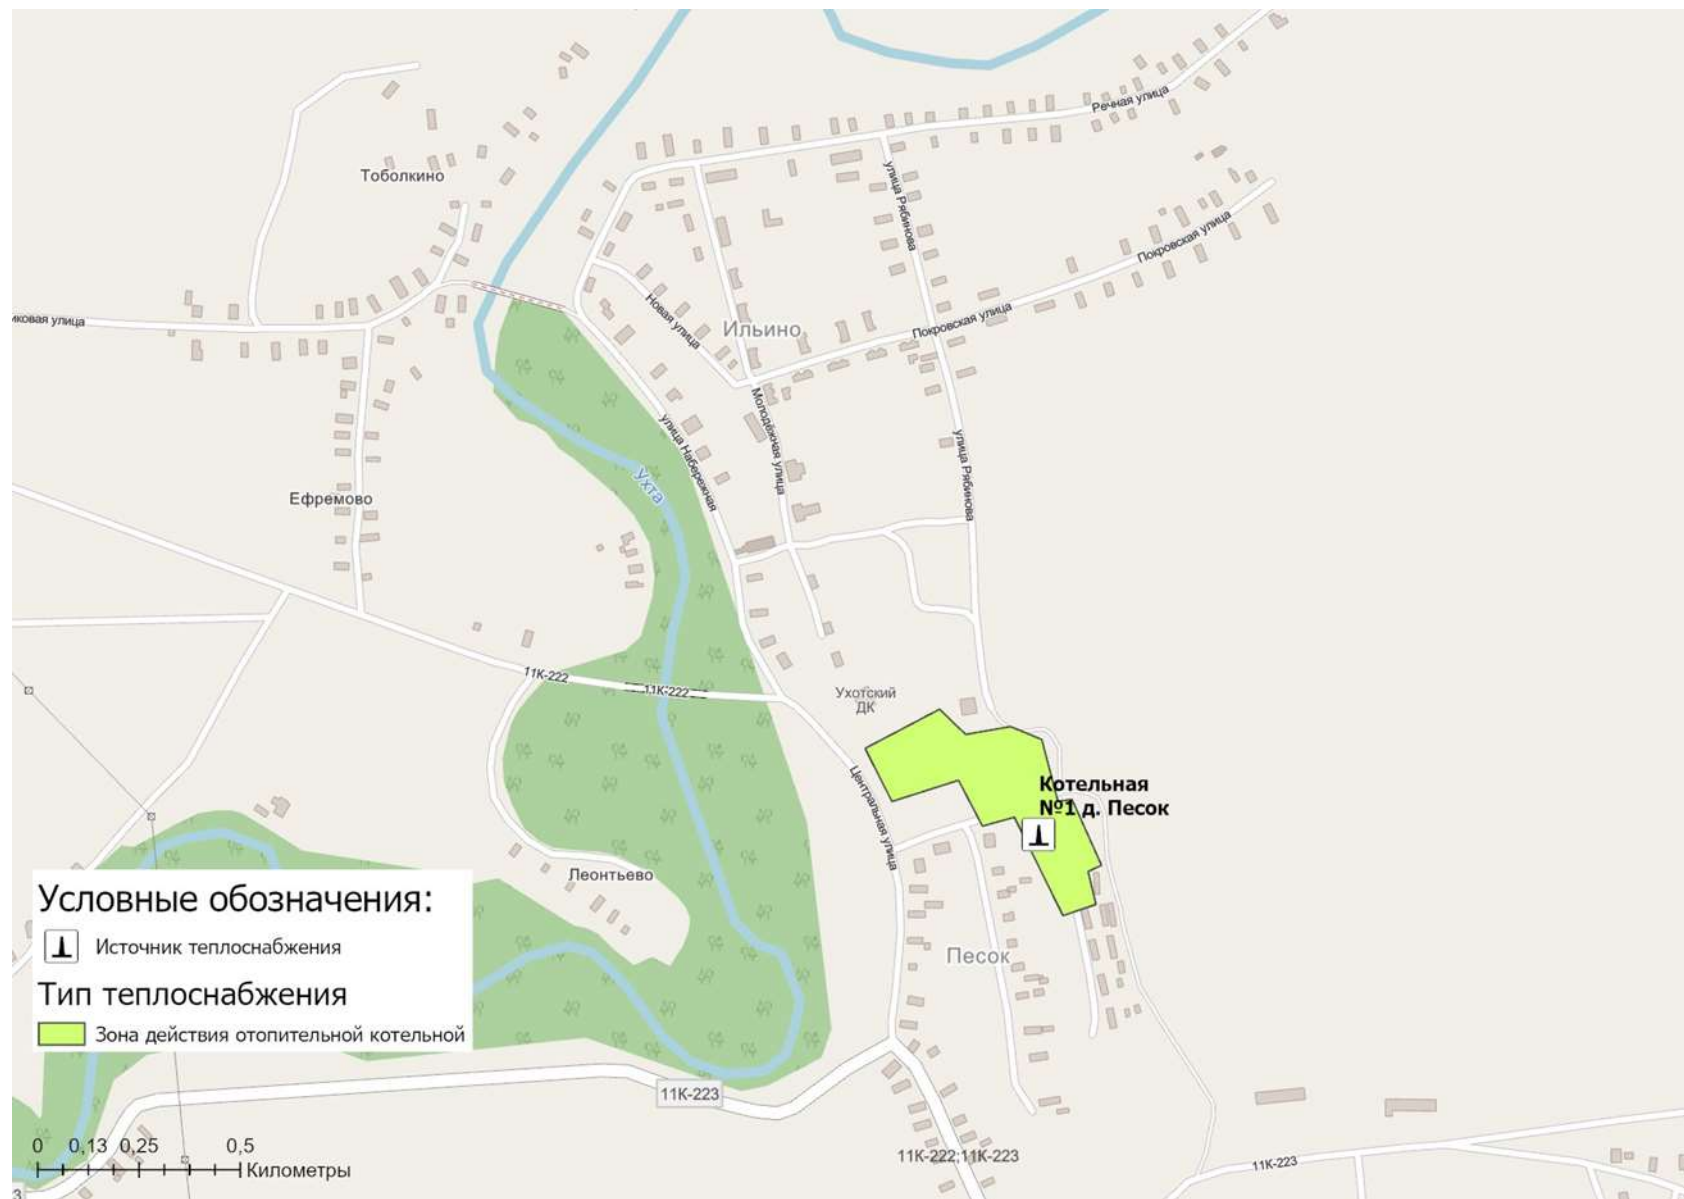 Речная улица
Тоболкино
улица Рябинова
Покровская улица
Новая улица
Ильино
Покровская улица
иковая улица
Молодёжная улица
улица Набережная
улица Рябинова
Ухта
Ефремово
11К-222
11К-222
Ухотский
ДК
Центральная улица
Котельная
№1 д. Песок
Леонтьево
Условные обозначения:
Источник теплоснабжения
Тип теплоснабжения
Зона действия отопительной котельной
Песок
11К-223
0 0,13 0,25 0,5
Километры
11К-222;11К-223
11К-223
3